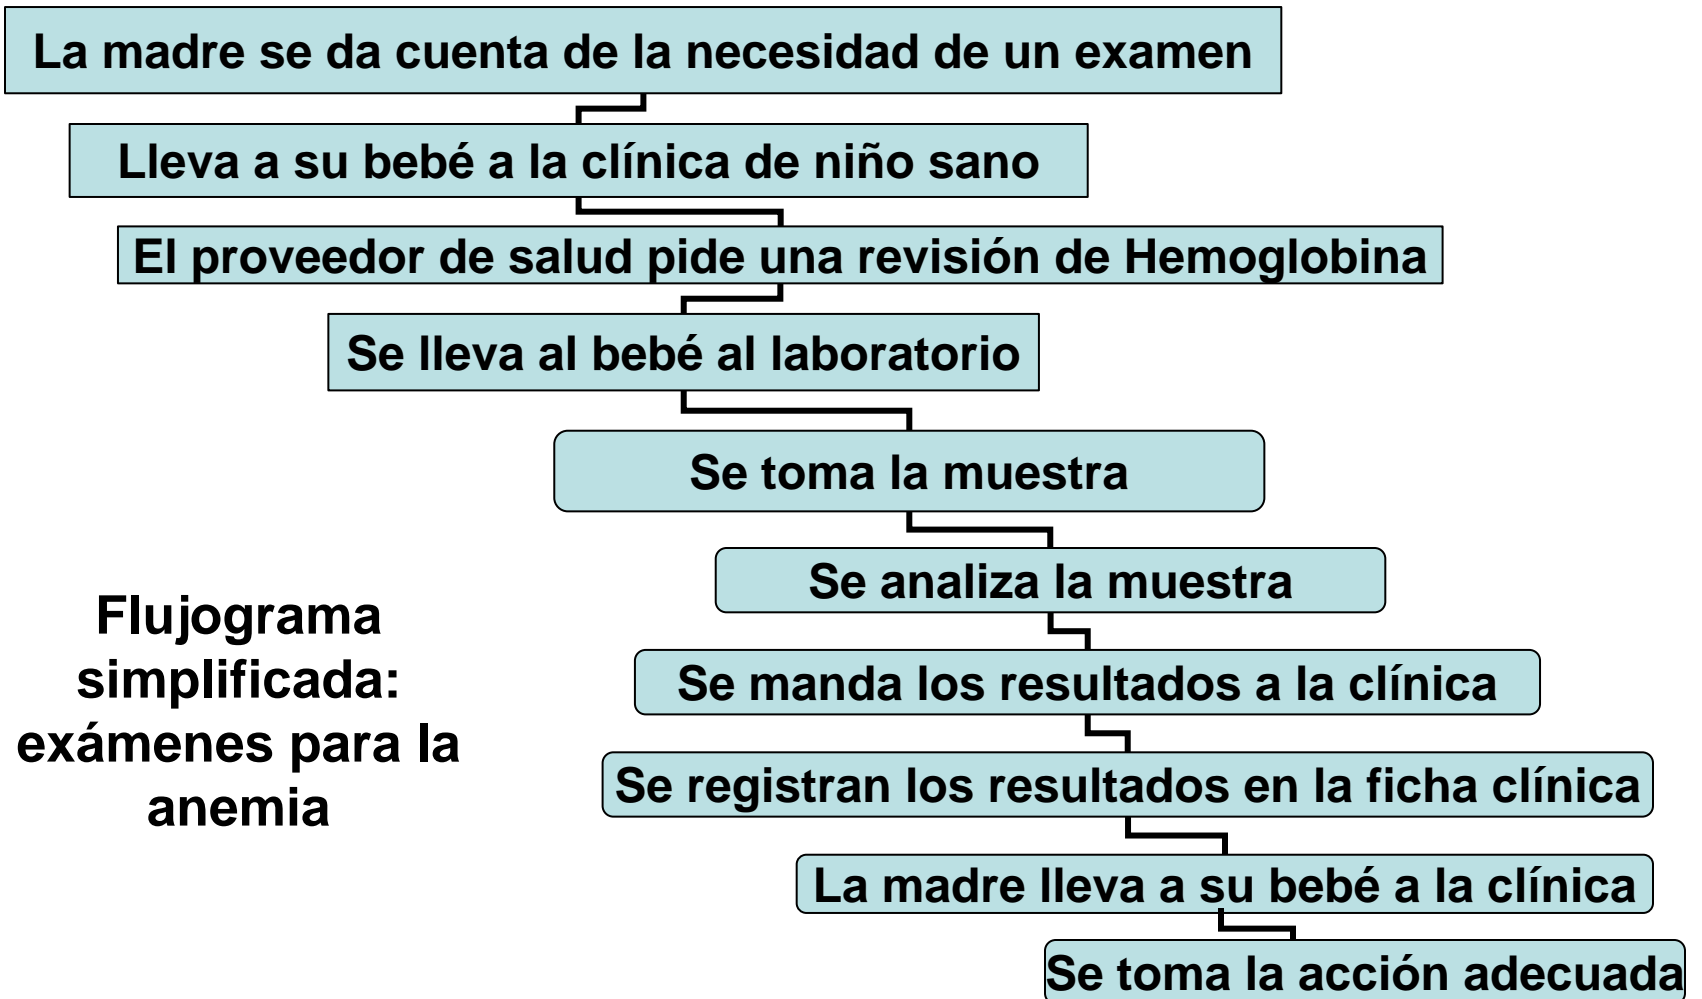 La madre se da cuenta de la necesidad de un examen
Lleva a su bebé a la clínica de niño sano
El proveedor de salud pide una revisión de Hemoglobina
Se lleva al bebé al laboratorio
Se toma la muestra
Se analiza la muestra
Se manda los resultados a la clínica
Se registran los resultados en la ficha clínica
La madre lleva a su bebé a la clínica
Se toma la acción adecuada
Flujograma
simplificada:
exámenes para la
anemia